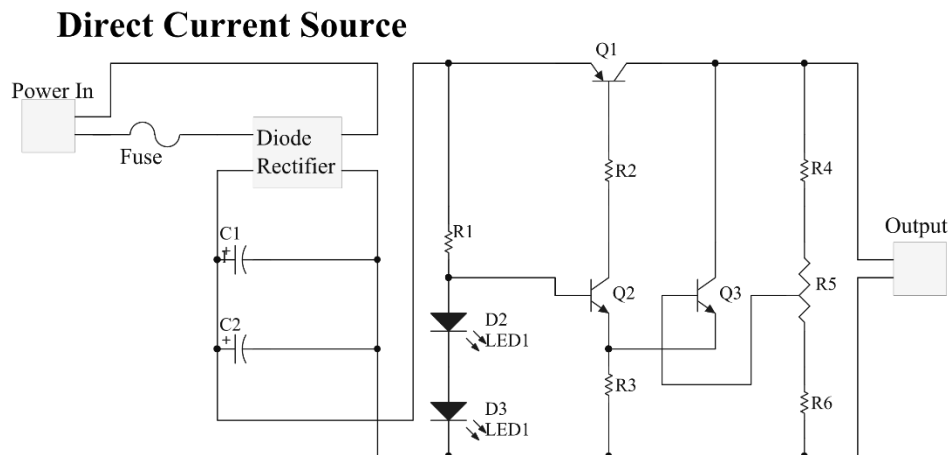 Direct Current Source
Power In
Fuse
Diode
Rectifier
C1
+
C2
+
R1
D2
LED1
D3
LED1
Q1
R2
Q2
R3
Q3
R4
R5
R6
Output